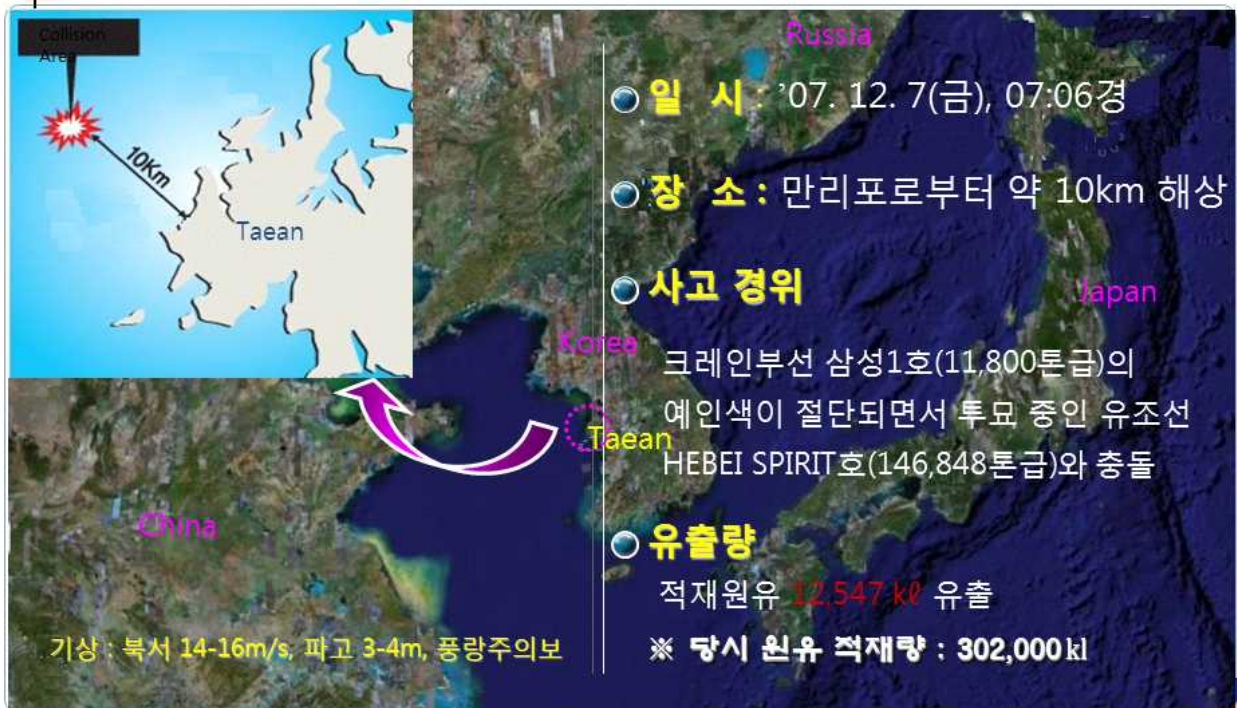 Collision
Area
10Km
Taean
Russia
Korea
Japan
Taean
China
기상 : 북서 14-16m/s, 파고 3-4m, 풍랑주의보
일 시 : ’07. 12. 7(금), 07:06경
장 소 : 만리포로부터 약 10km 해상
사고 경위
크레인부선 삼성1호(11,800톤급)의
예인색이 절단되면서 투묘 중인 유조선
HEBEI SPIRIT호(146,848톤급)와 충돌
유출량
적재원유 12,547 kℓ 유출
※ 당시 원유 적재량 : 302,000㎘